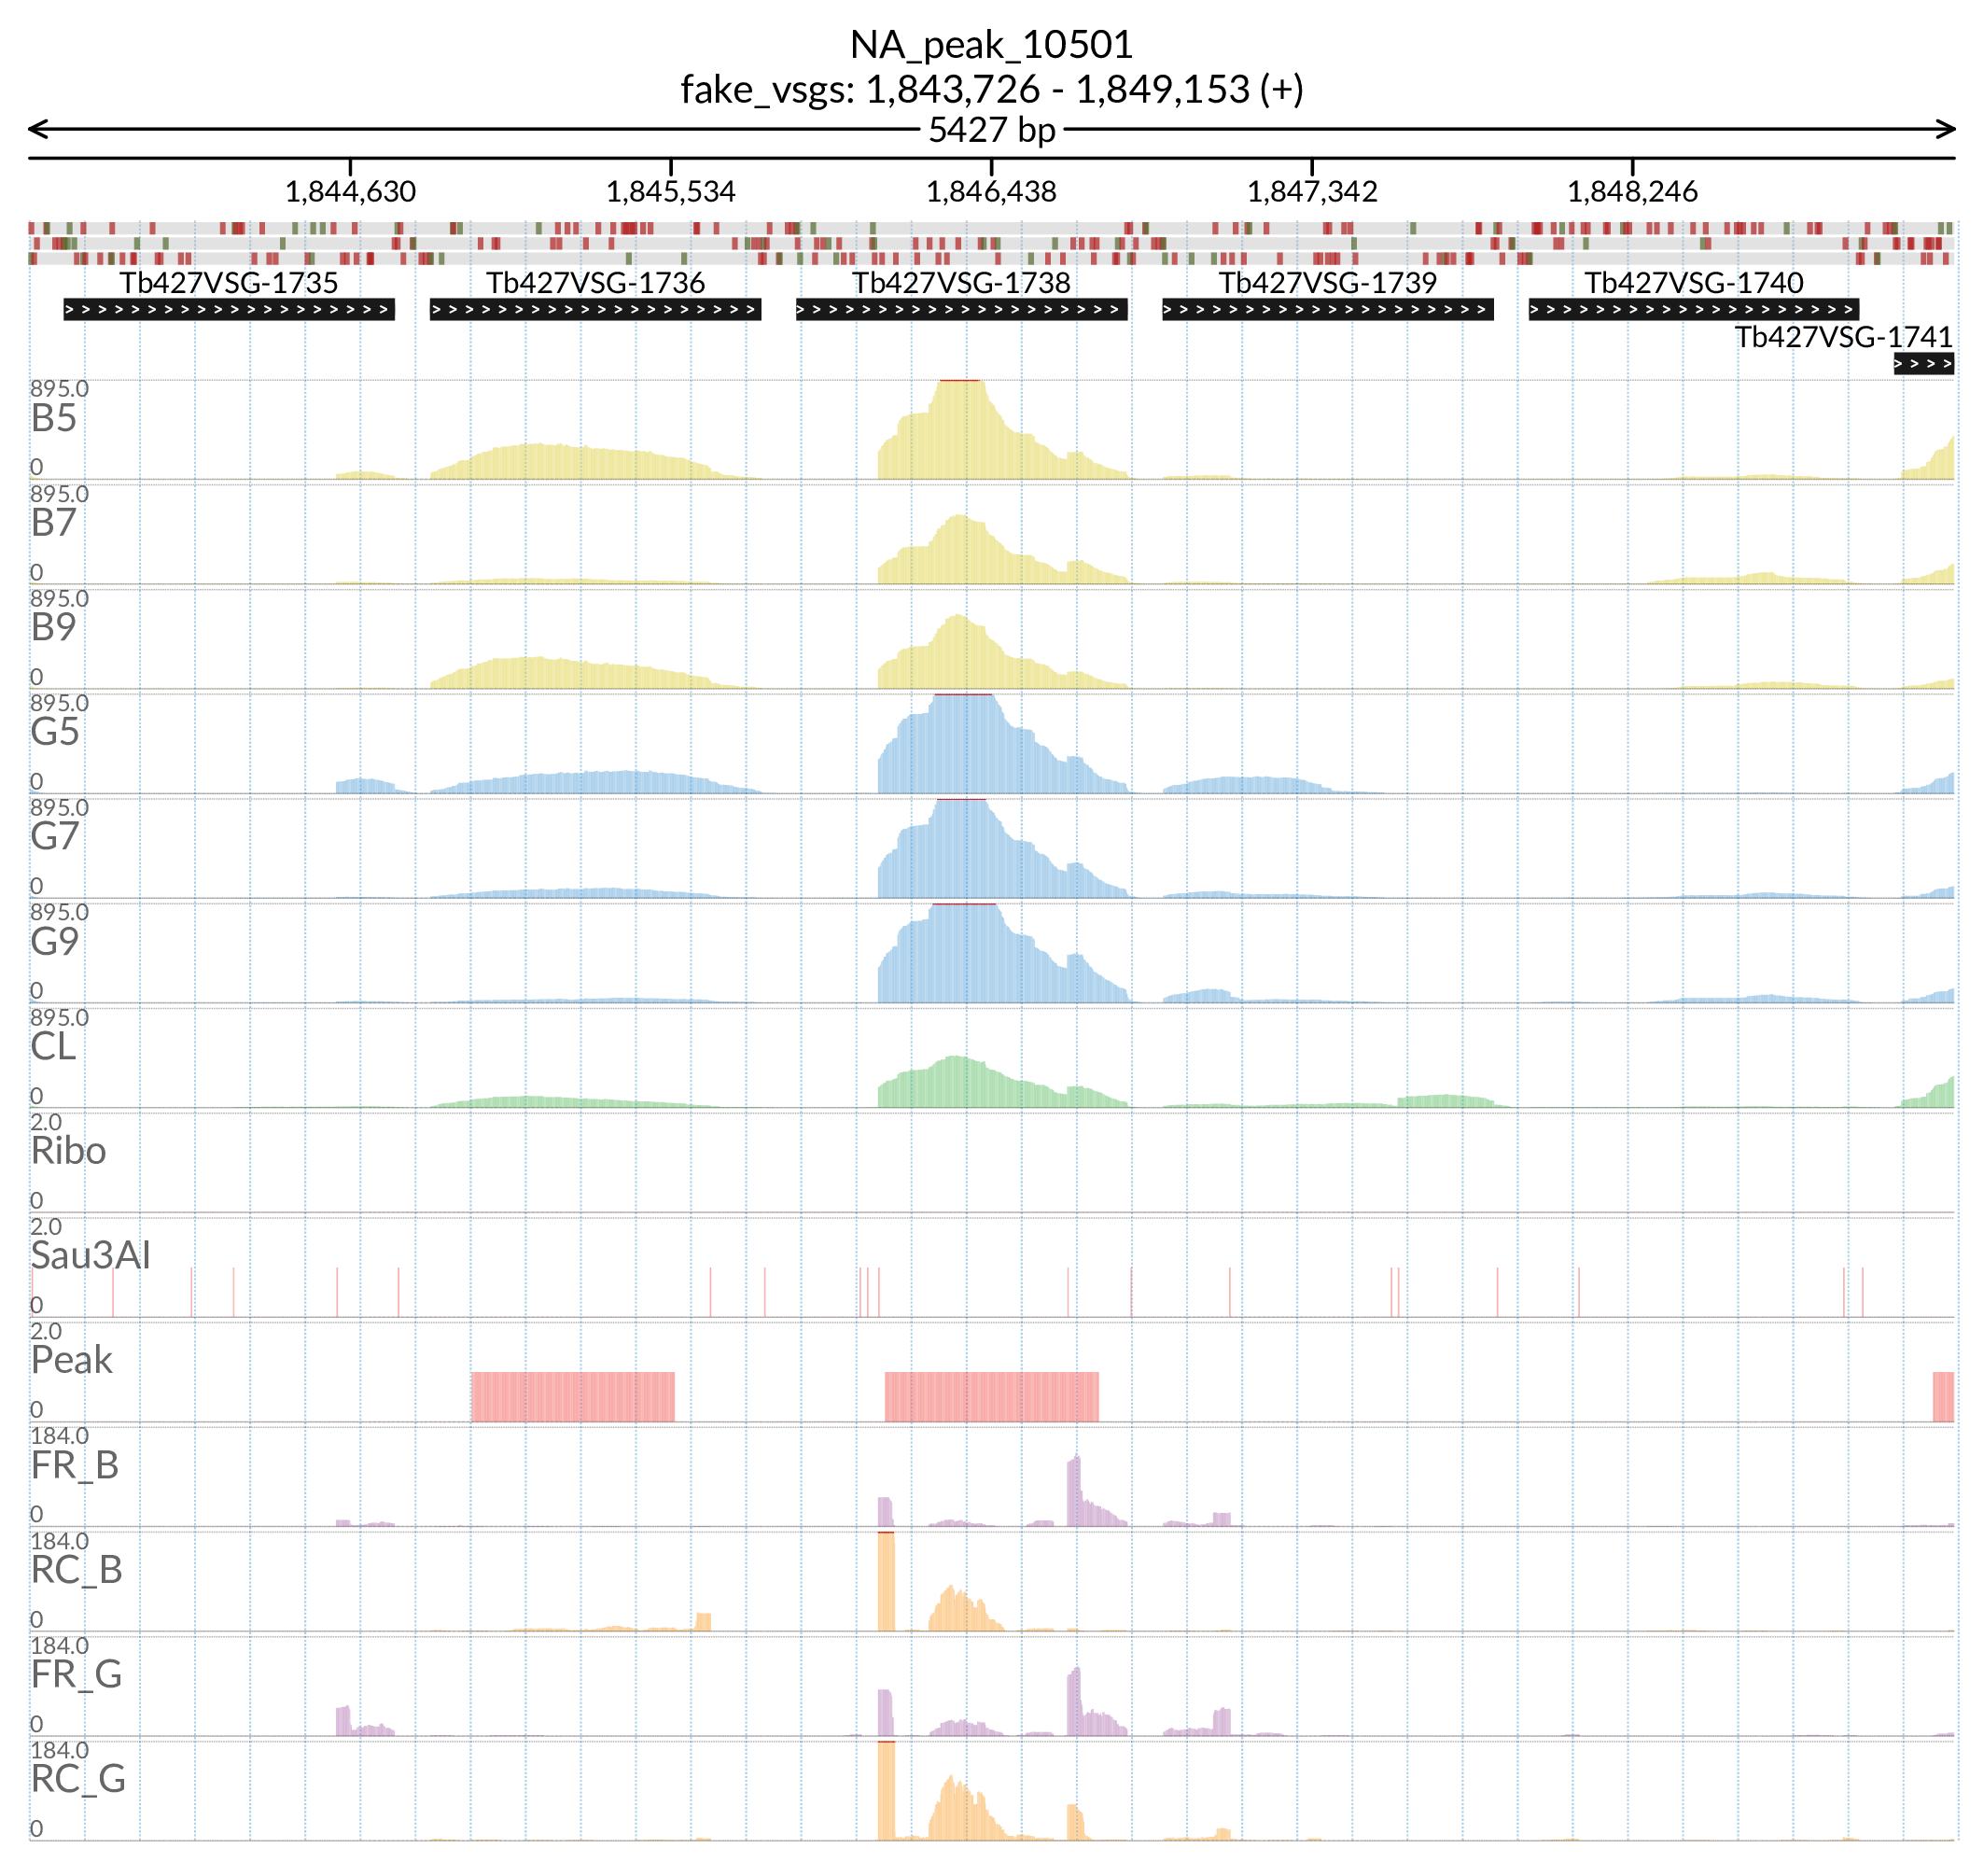 NA_peak_10501
fake_vsgs: 1,843,726 - 1,849,153 (+)
5427 bp
1,844,630 1,845,534 1,846,438 1,847,342 1,848,246
Tb427VSG-1735 Tb427VSG-1736 Tb427VSG-1738 Tb427VSG-1739 Tb427VSG-1740
Tb427VSG-1741
895.0
B5
0
895.0
B7
0
895.0
B9
0
895.0
G5
0
895.0
G7
0
895.0
G9
0
895.0
CL
0
2.0
Ribo
0
2.0
Sau3AI
0
2.0
Peak
0
184.0
FR_B
0
184.0
RC_B
0
184.0
FR_G
0
184.0
RC_G
0